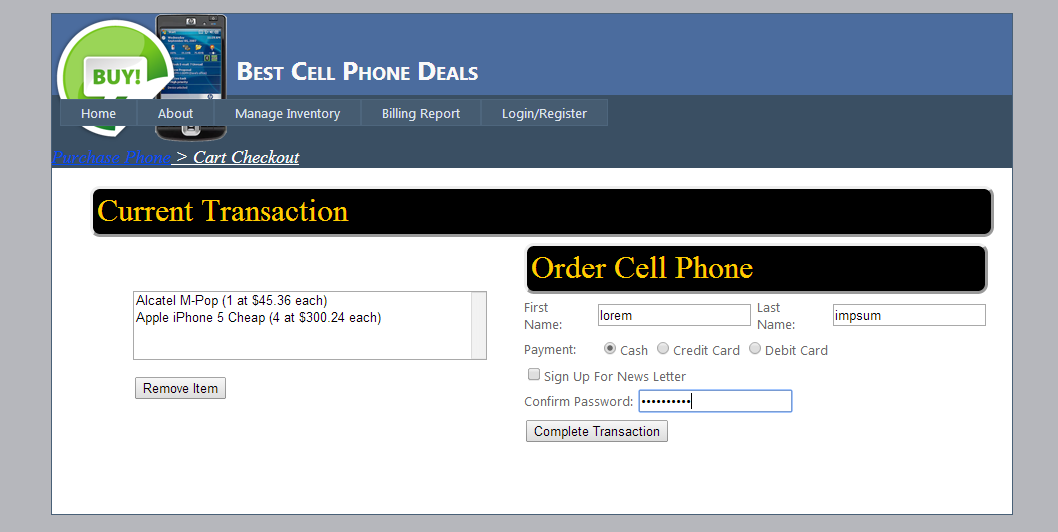 BUY!
Best Cell Phone Deals
Home About Manage Inventory Billing Report Login/Register
Purchase Phone > Cart Checkout
Current Transaction
Order Cell Phone
Alcatel M-Pop (1 at $45.36 each)
Apple iPhone 5 Cheap (4 at $300.24 each)
Remove Item
First Name: lorem Last Name: impsum
Payment: Cash Credit Card Debit Card
Sign Up For News Letter
Confirm Password: ••••••••••
Complete Transaction